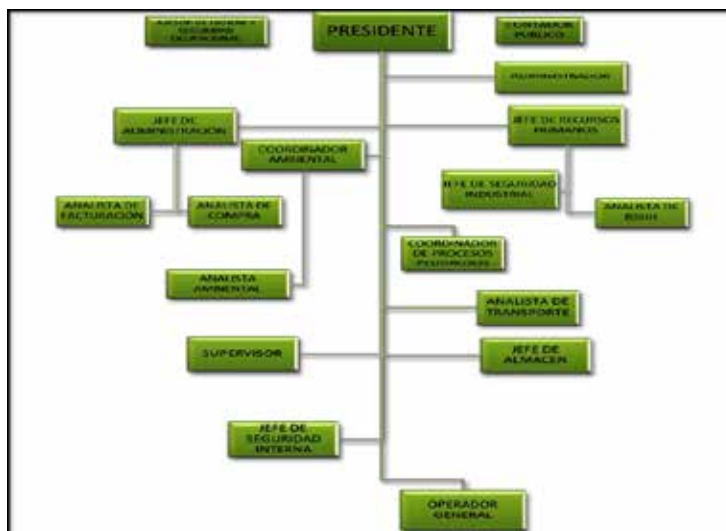 PRESIDENTE
CONTADOR
PUBLICO
ADMINISTRADOR
JEFE DE
ADMINISTRACIÓN
JEFE DE RECURSOS
HUMANOS
COORDINADOR
AMBIENTAL
JEFE DE SEGURIDAD
INDUSTRIAL
ANALISTA DE
FACTURACIÓN
ANALISTA DE
COMPRA
ANALISTA DE
RRHH
COORDINADOR
DE PROCESOS
ANALISTA
AMBIENTAL
ANALISTA DE
TRANSPORTE
SUPERVISOR
JEFE DE
ALMACEN
JEFE DE
SEGURIDAD
INTERNA
OPERADOR
GENERAL